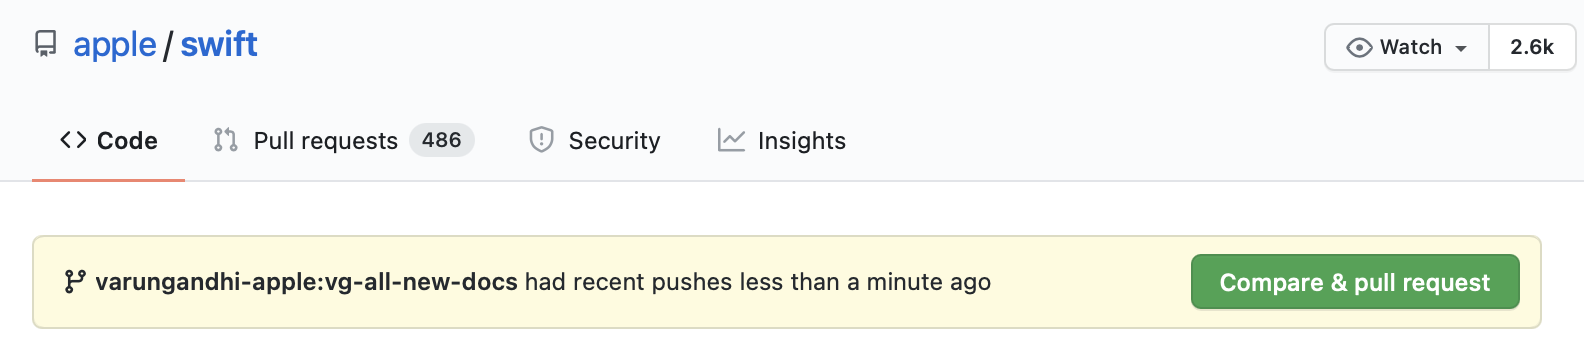 apple / swift
Watch 2.6k
Code Pull requests 486 Security Insights
varungandhi-apple:vg-all-new-docs had recent pushes less than a minute ago Compare & pull request